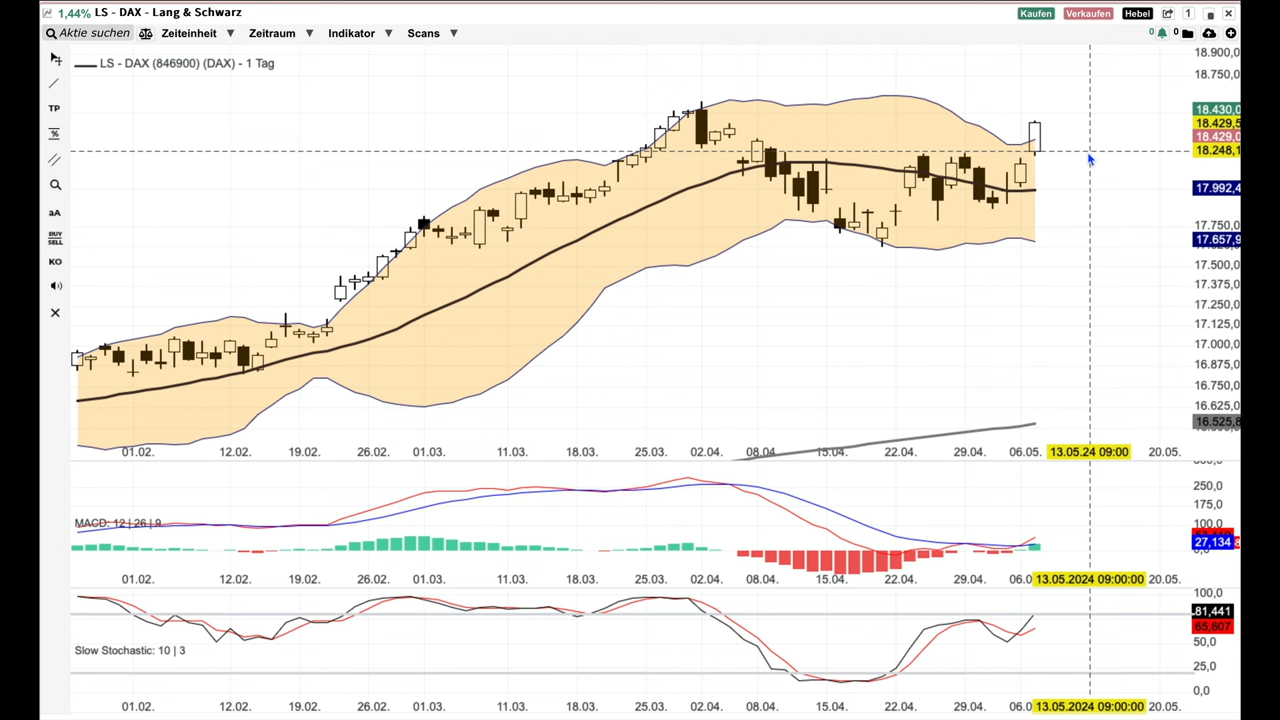 1,44% LS - DAX - Lang & Schwarz
Kaufen Verkaufen Hebel 1
Aktie suchen Zeiteinheit Zeitraum Indikator Scans 0 0
LS - DAX (846900) (DAX) - 1 Tag
TP
%
aA
BUY
SELL
KO
18.900,0
18.750,0
18.430,0
18.429,5
18.429,0
18.248,1
17.992,4
17.750,0
17.657,9
17.500,0
17.375,0
17.250,0
17.125,0
17.000,0
16.875,0
16.750,0
16.625,0
16.525,8
01.02. 12.02. 19.02. 26.02. 01.03. 11.03. 18.03. 25.03. 02.04. 08.04. 15.04. 22.04. 29.04. 06.05. 13.05.24 09:00 20.05.
250,0
175,0
100,0
MACD: 12 | 26 | 9
27,134
01.02. 12.02. 19.02. 26.02. 01.03. 11.03. 18.03. 25.03. 02.04. 08.04. 15.04. 22.04. 29.04. 06.0 13.05.2024 09:00:00 20.05.
100,0
81,441
65,607
50,0
Slow Stochastic: 10 | 3
25,0
0,0
01.02. 12.02. 19.02. 26.02. 01.03. 11.03. 18.03. 25.03. 02.04. 08.04. 15.04. 22.04. 29.04. 06.0 13.05.2024 09:00:00 20.05.